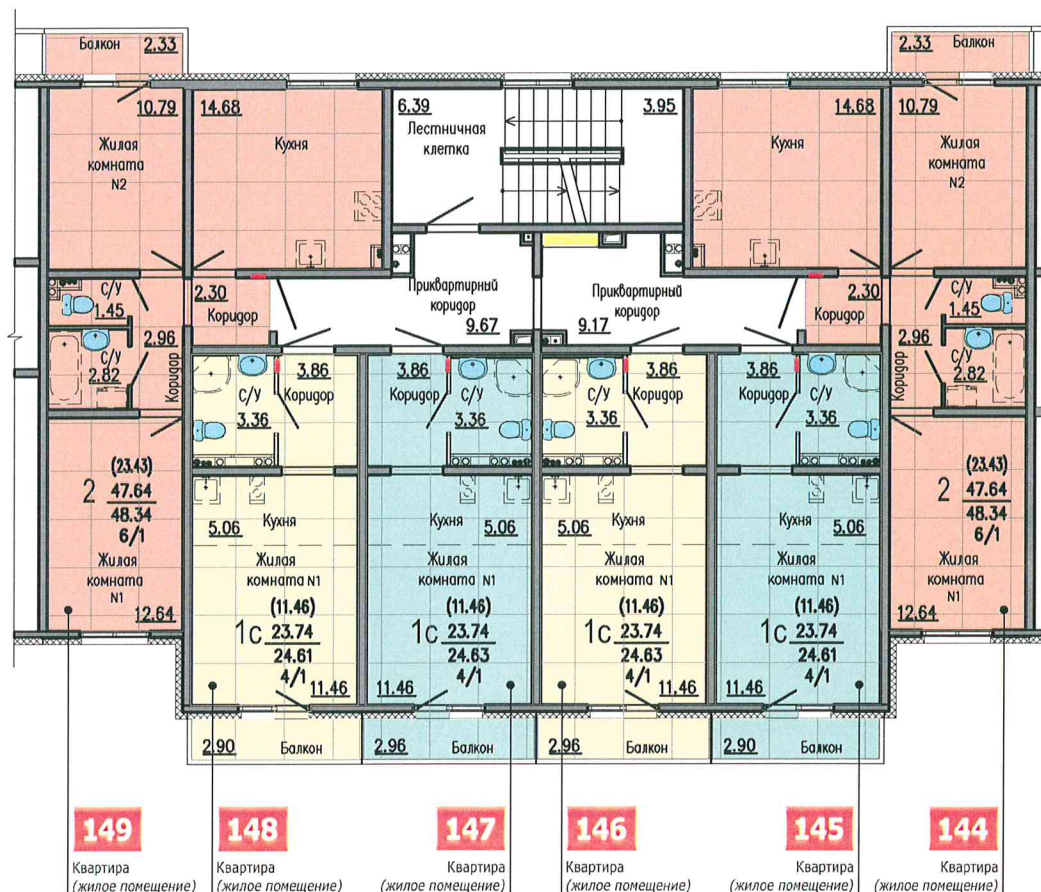 Балкон 2.33
2.33 Балкон
10.79
Жилая
комната
N2
14.68
Кухня
6.39
Лестничная
клетка
3.95
14.68
Кухня
10.79
Жилая
комната
N2
С/У
1.45
2.30
Коридор
Приквартирный
коридор
9.67
Приквартирный
коридор
9.17
2.30
Коридор
С/У
1.45
2.96
Коридор
С/У
2.82
С/У
3.36
3.86
Коридор
3.86
Коридор
С/У
3.36
С/У
3.36
3.86
Коридор
3.86
Коридор
С/У
3.36
2.96
Коридор
С/У
2.82
2
(23.43)
47.64
48.34
6/1
Жилая
комната
N1
12.64
5.06
Кухня
Жилая
комната N1
1с
(11.46)
23.74
24.61
4/1
11.46
Кухня
5.06
Жилая
комната N1
(11.46)
1с
23.74
24.63
4/1
11.46
5.06
Кухня
Жилая
комната N1
(11.46)
1с
23.74
24.63
4/1
11.46
Кухня
5.06
Жилая
комната N1
(11.46)
1с
23.74
24.61
4/1
11.46
2
(23.43)
47.64
48.34
6/1
Жилая
комната
N1
12.64
2.90 Балкон
2.96 Балкон
2.96 Балкон
2.90 Балкон
149
Квартира
(жилое помещение)
148
Квартира
(жилое помещение)
147
Квартира
(жилое помещение)
146
Квартира
(жилое помещение)
145
Квартира
(жилое помещение)
144
Квартира
(жилое помещение)